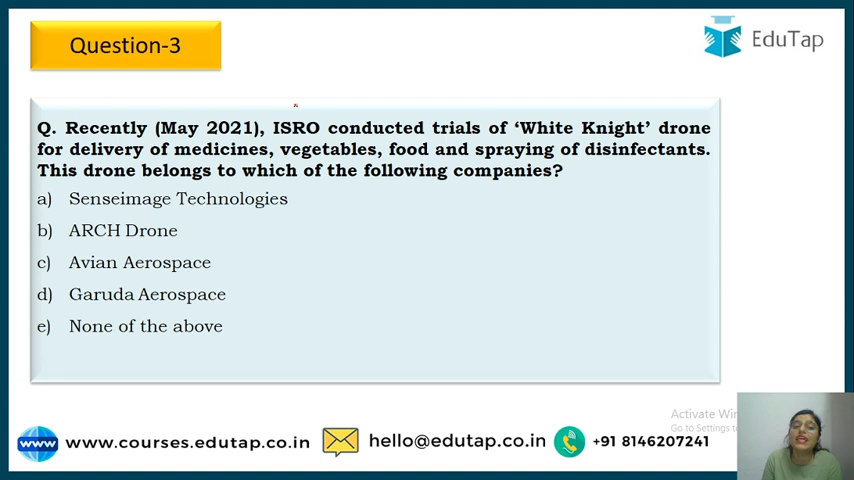 Question-3
EduTap
Q. Recently (May 2021), ISRO conducted trials of ‘White Knight’ drone
for delivery of medicines, vegetables, food and spraying of disinfectants.
This drone belongs to which of the following companies?
a) Senseimage Technologies
b) ARCH Drone
c) Avian Aerospace
d) Garuda Aerospace
e) None of the above
Activate Win
Go to Settings to
www www.courses.edutap.co.in hello@edutap.co.in +91 8146207241